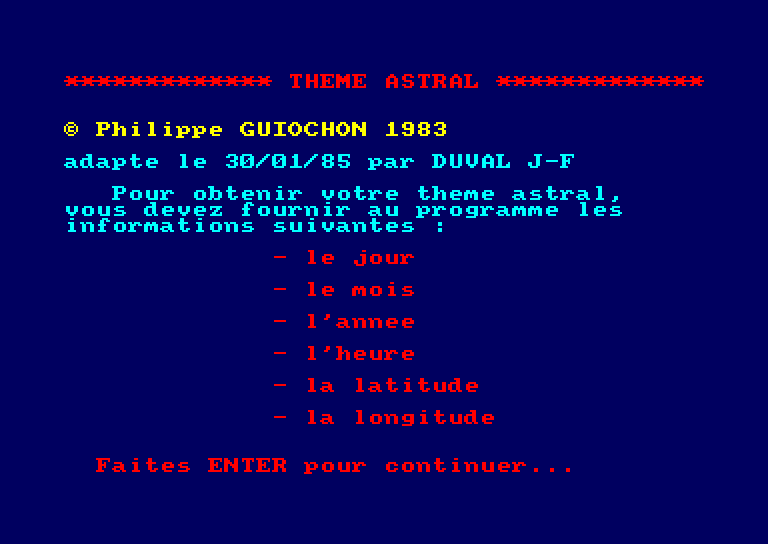 ************* THEME ASTRAL *************
© Philippe GUIOCHON 1983
adapte le 30/01/85 par DUVAL J-F
Pour obtenir votre theme astral,
vous devez fournir au programme les
informations suivantes :
- le jour
- le mois
- l'annee
- l'heure
- la latitude
- la longitude
Faites ENTER pour continuer...